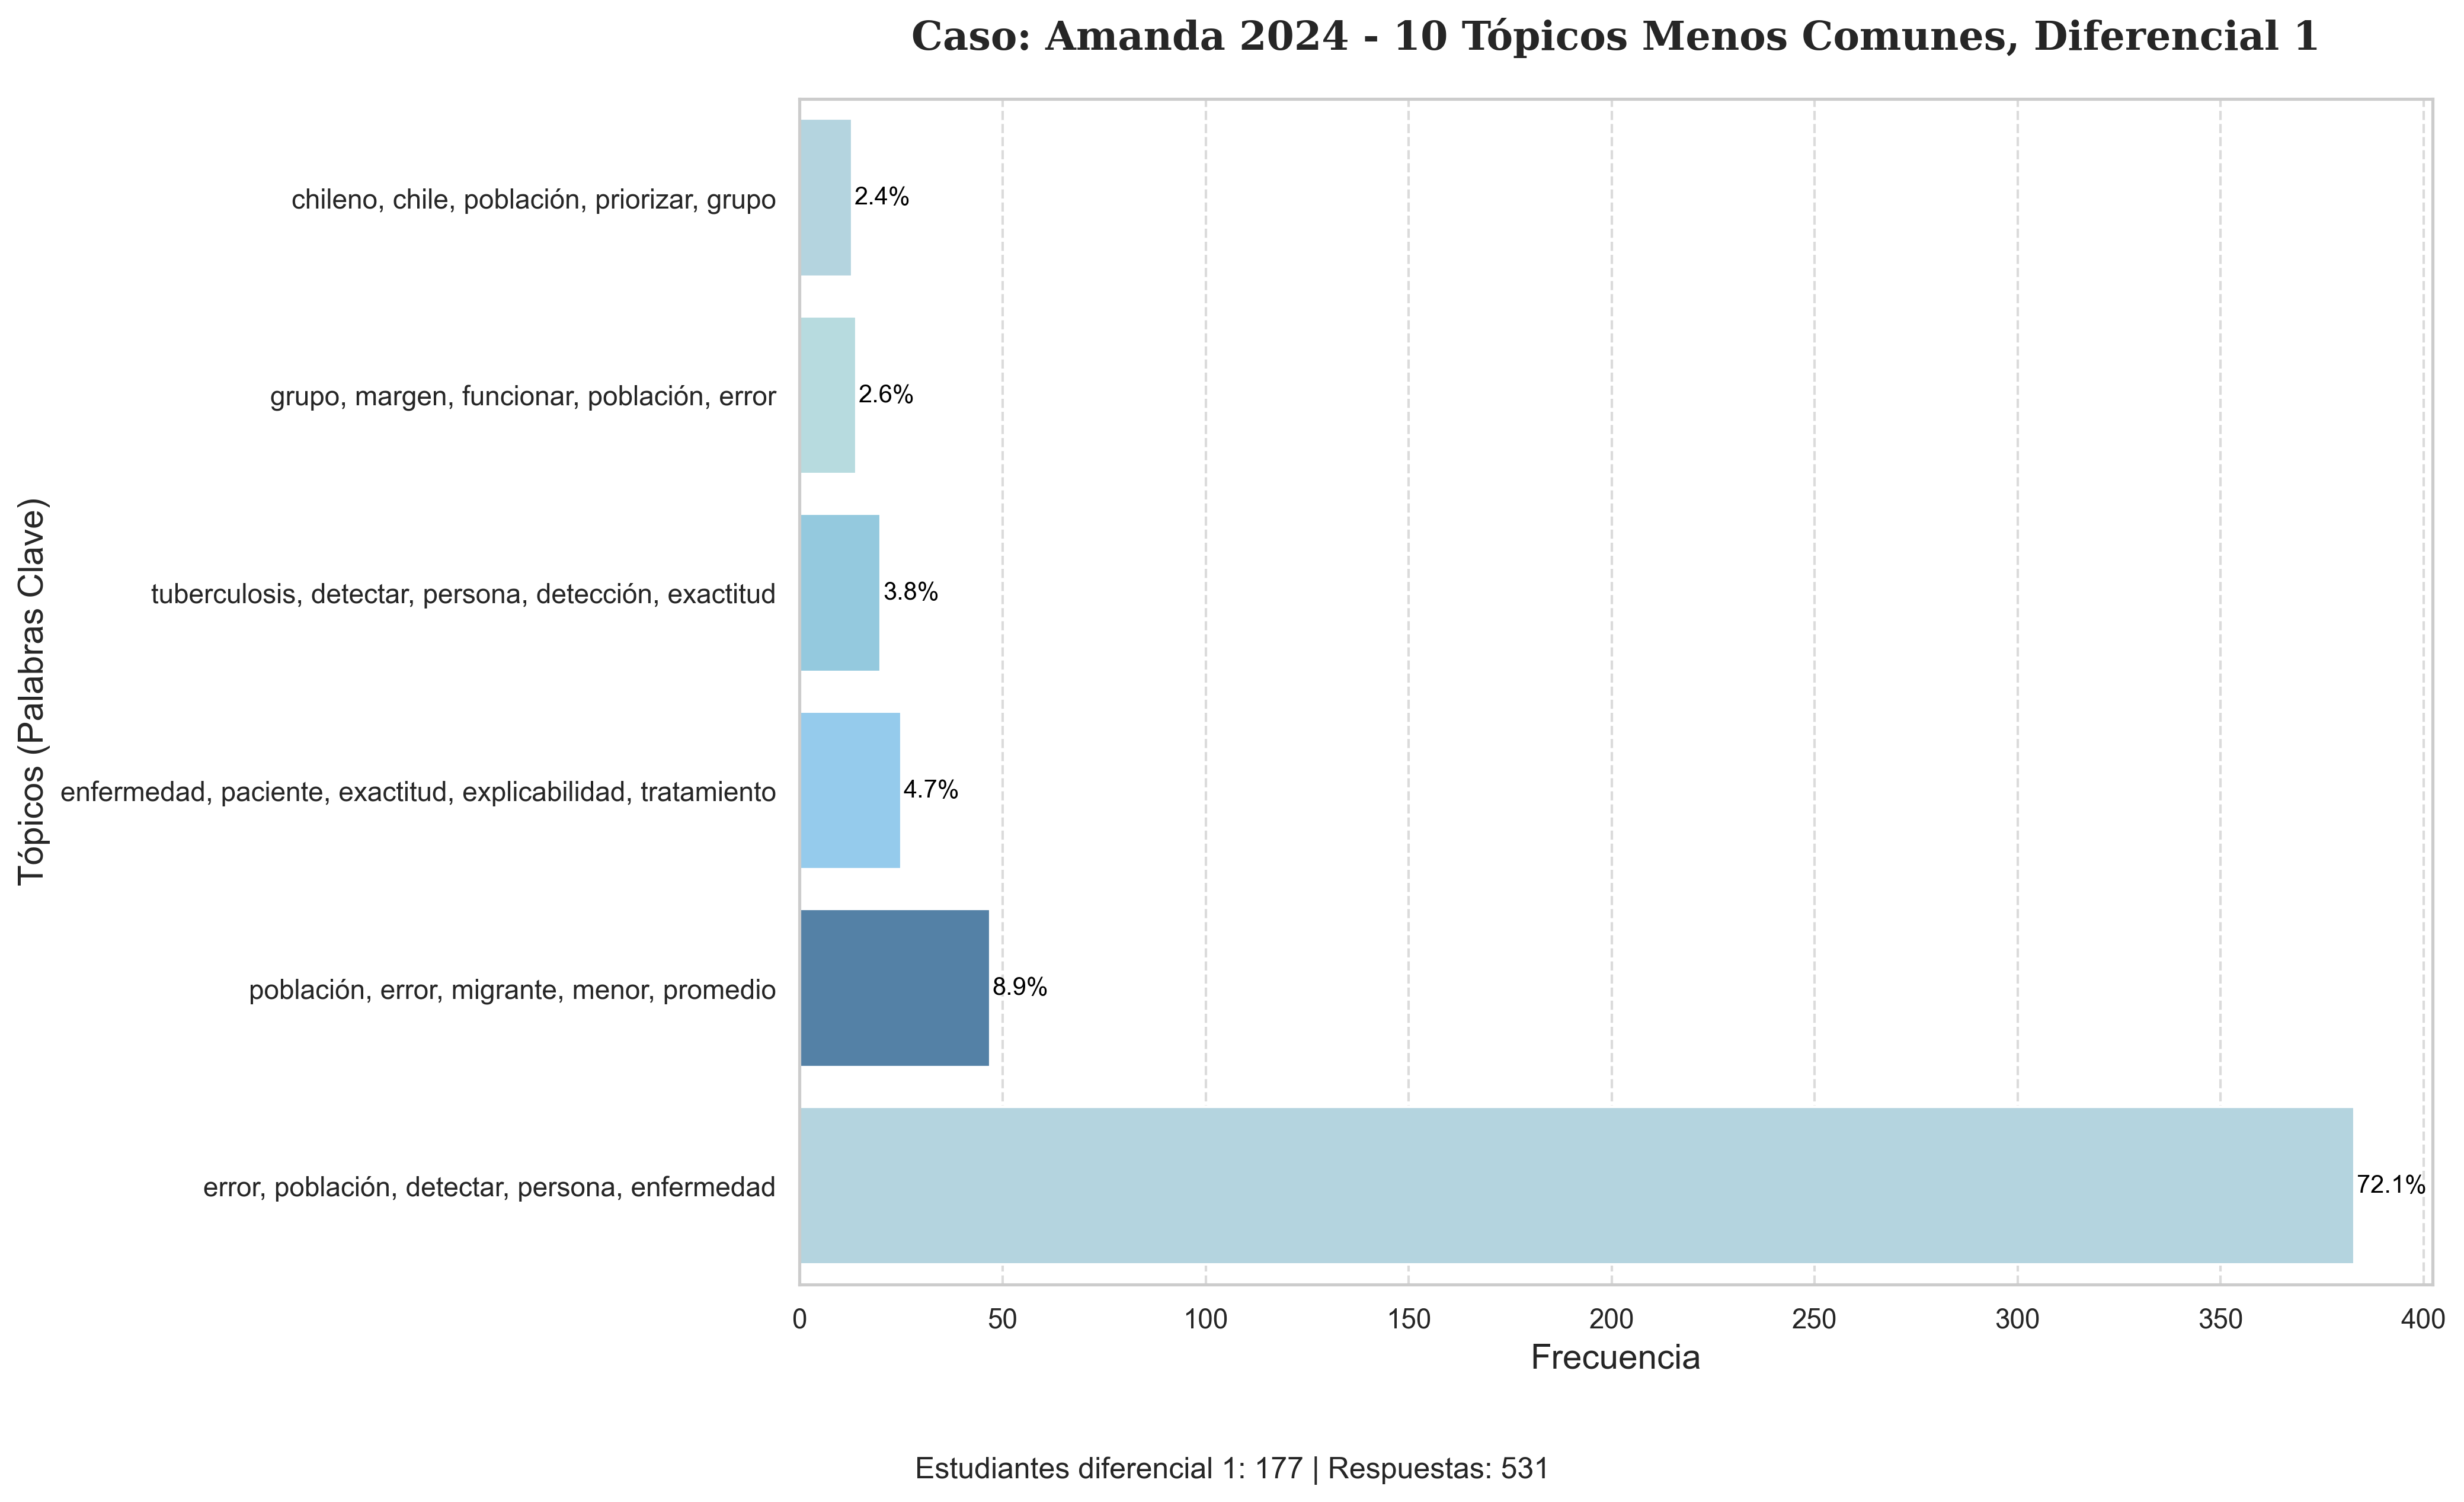 Caso: Amanda 2024 - 10 Tópicos Menos Comunes, Diferencial 1
chileno, chile, población, priorizar, grupo
2.4%
grupo, margen, funcionar, población, error
2.6%
tuberculosis, detectar, persona, detección, exactitud
3.8%
enfermedad, paciente, exactitud, explicabilidad, tratamiento
4.7%
población, error, migrante, menor, promedio
8.9%
error, población, detectar, persona, enfermedad
72.1%
Tópicos (Palabras Clave)
0 50 100 150 200 250 300 350 400
Frecuencia
Estudiantes diferencial 1: 177 | Respuestas: 531